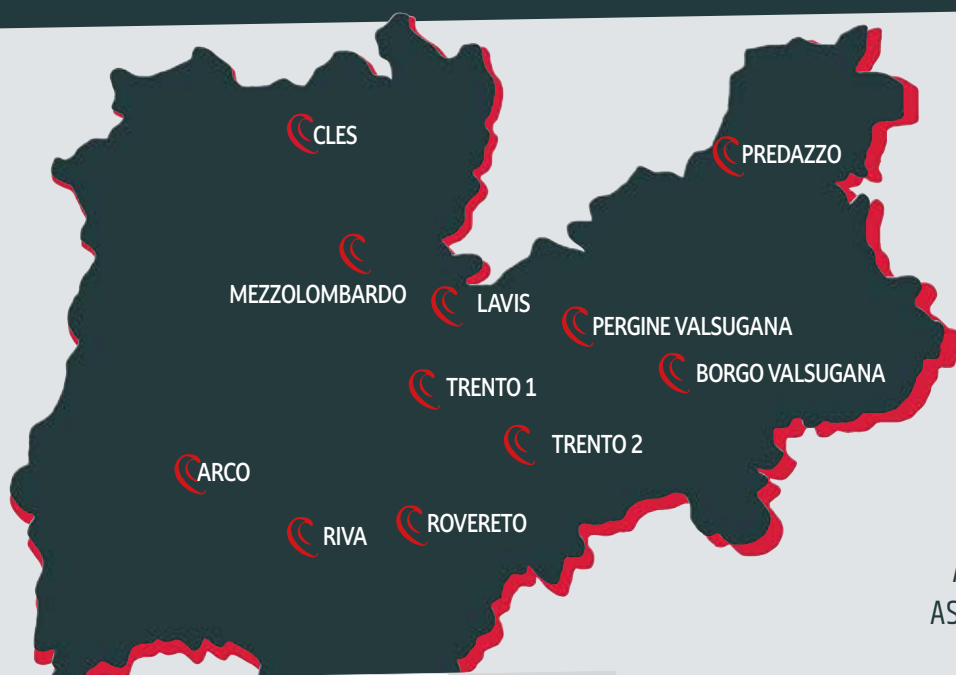 CLES
PREDAZZO
MEZZOLOMBARDO
LAVIS
PERGINE VALSUGANA
BORGO VALSUGANA
TRENTO 1
TRENTO 2
ARCO
ROVERETO
RIVA